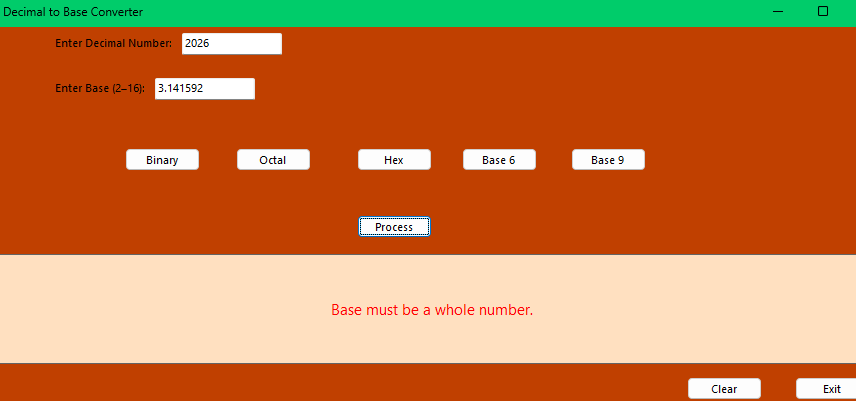 Decimal to Base Converter
Enter Decimal Number: 2026
Enter Base (2–16): 3.141592
Binary Octal Hex Base 6 Base 9
Process
Base must be a whole number.
Clear Exit